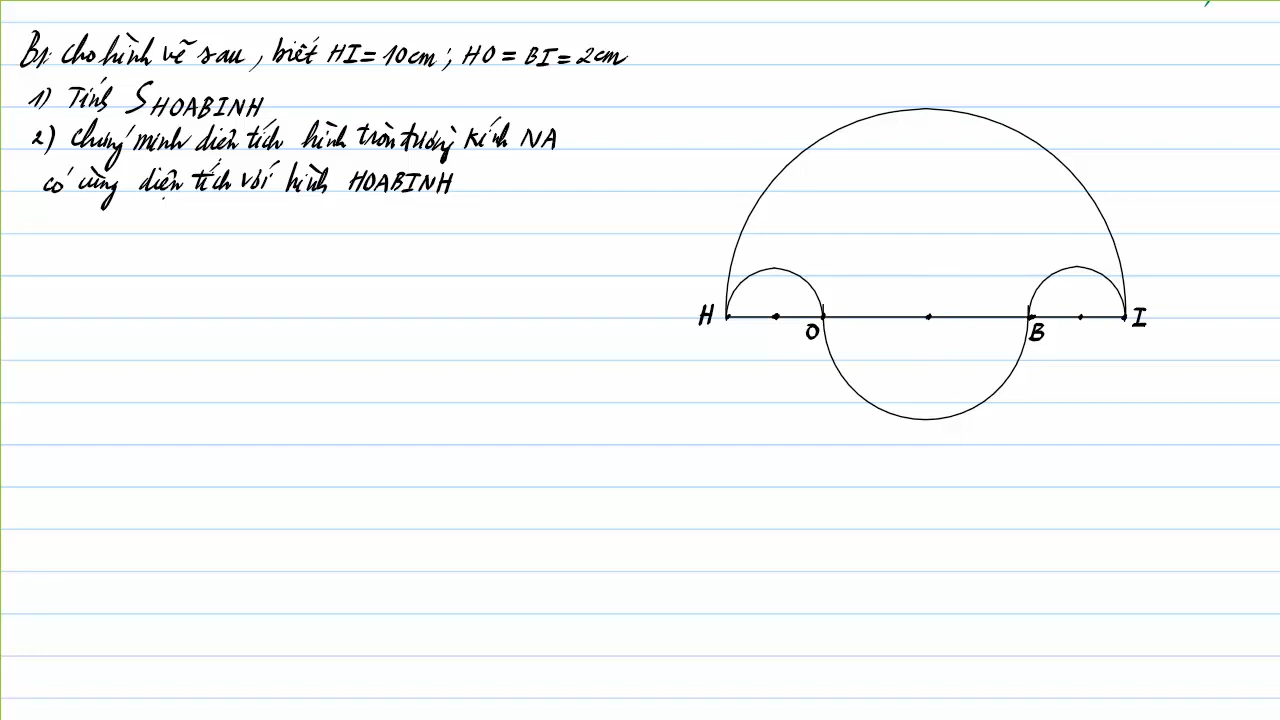 B1: Cho hình vẽ sau, biết HI = 10cm; HO = BI = 2cm
1) Tính S HOABINH
2) Chứng minh diện tích hình tròn đường kính NA
có cùng diện tích với hình HOABINH
H O B I